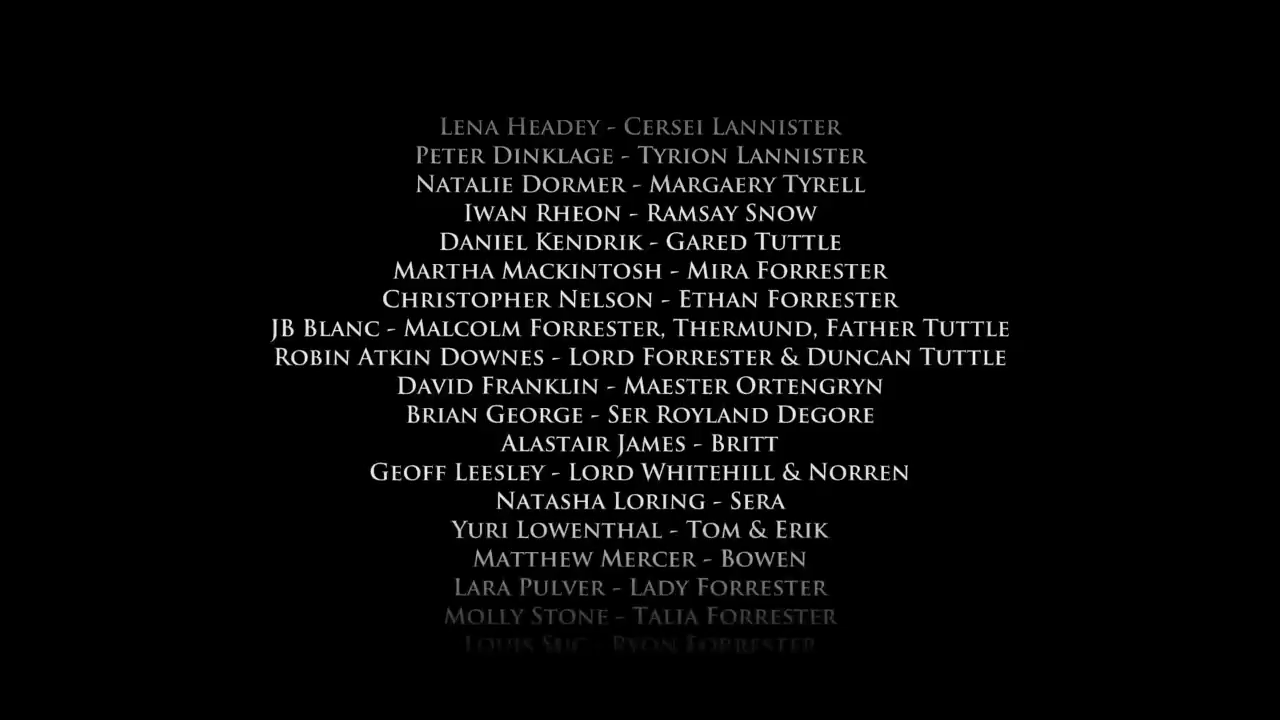 Lena Headey - Cersei Lannister
Peter Dinklage - Tyrion Lannister
Natalie Dormer - Margaery Tyrell
Iwan Rheon - Ramsay Snow
Daniel Kendrik - Gared Tuttle
Martha Mackintosh - Mira Forrester
Christopher Nelson - Ethan Forrester
JB Blanc - Malcolm Forrester, Thermund, Father Tuttle
Robin Atkin Downes - Lord Forrester & Duncan Tuttle
David Franklin - Maester Ortengryn
Brian George - Ser Royland Degore
Alastair James - Britt
Geoff Leesley - Lord Whitehill & Norren
Natasha Loring - Sera
Yuri Lowenthal - Tom & Erik
Matthew Mercer - Bowen
Lara Pulver - Lady Forrester
Molly Stone - Talia Forrester
Louis Suc - Ryon Forrester